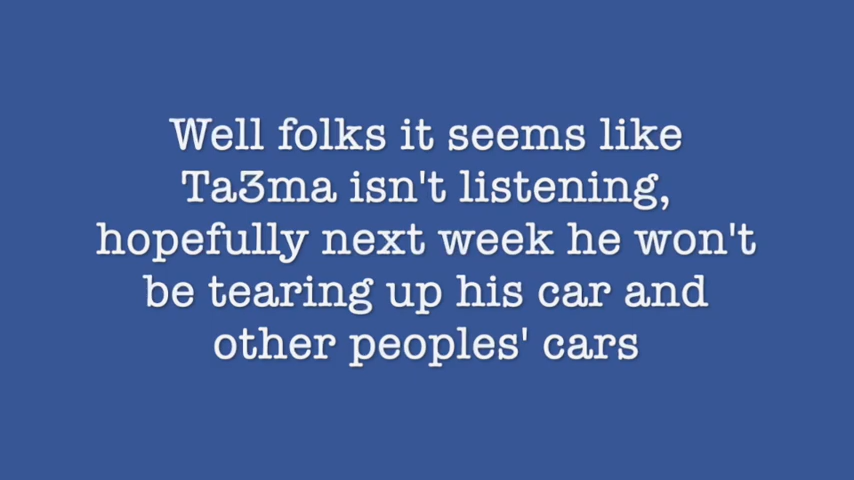 Well folks it seems like
Ta3ma isn't listening,
hopefully next week he won't
be tearing up his car and
other peoples' cars